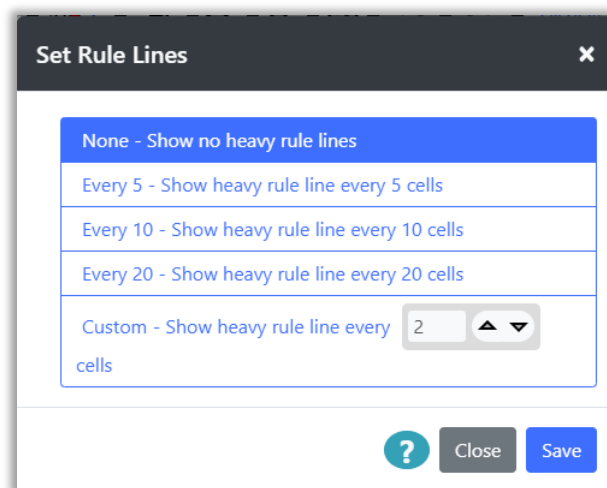 Set Rule Lines ×
None - Show no heavy rule lines
Every 5 - Show heavy rule line every 5 cells
Every 10 - Show heavy rule line every 10 cells
Every 20 - Show heavy rule line every 20 cells
Custom - Show heavy rule line every 2
cells
? Close Save